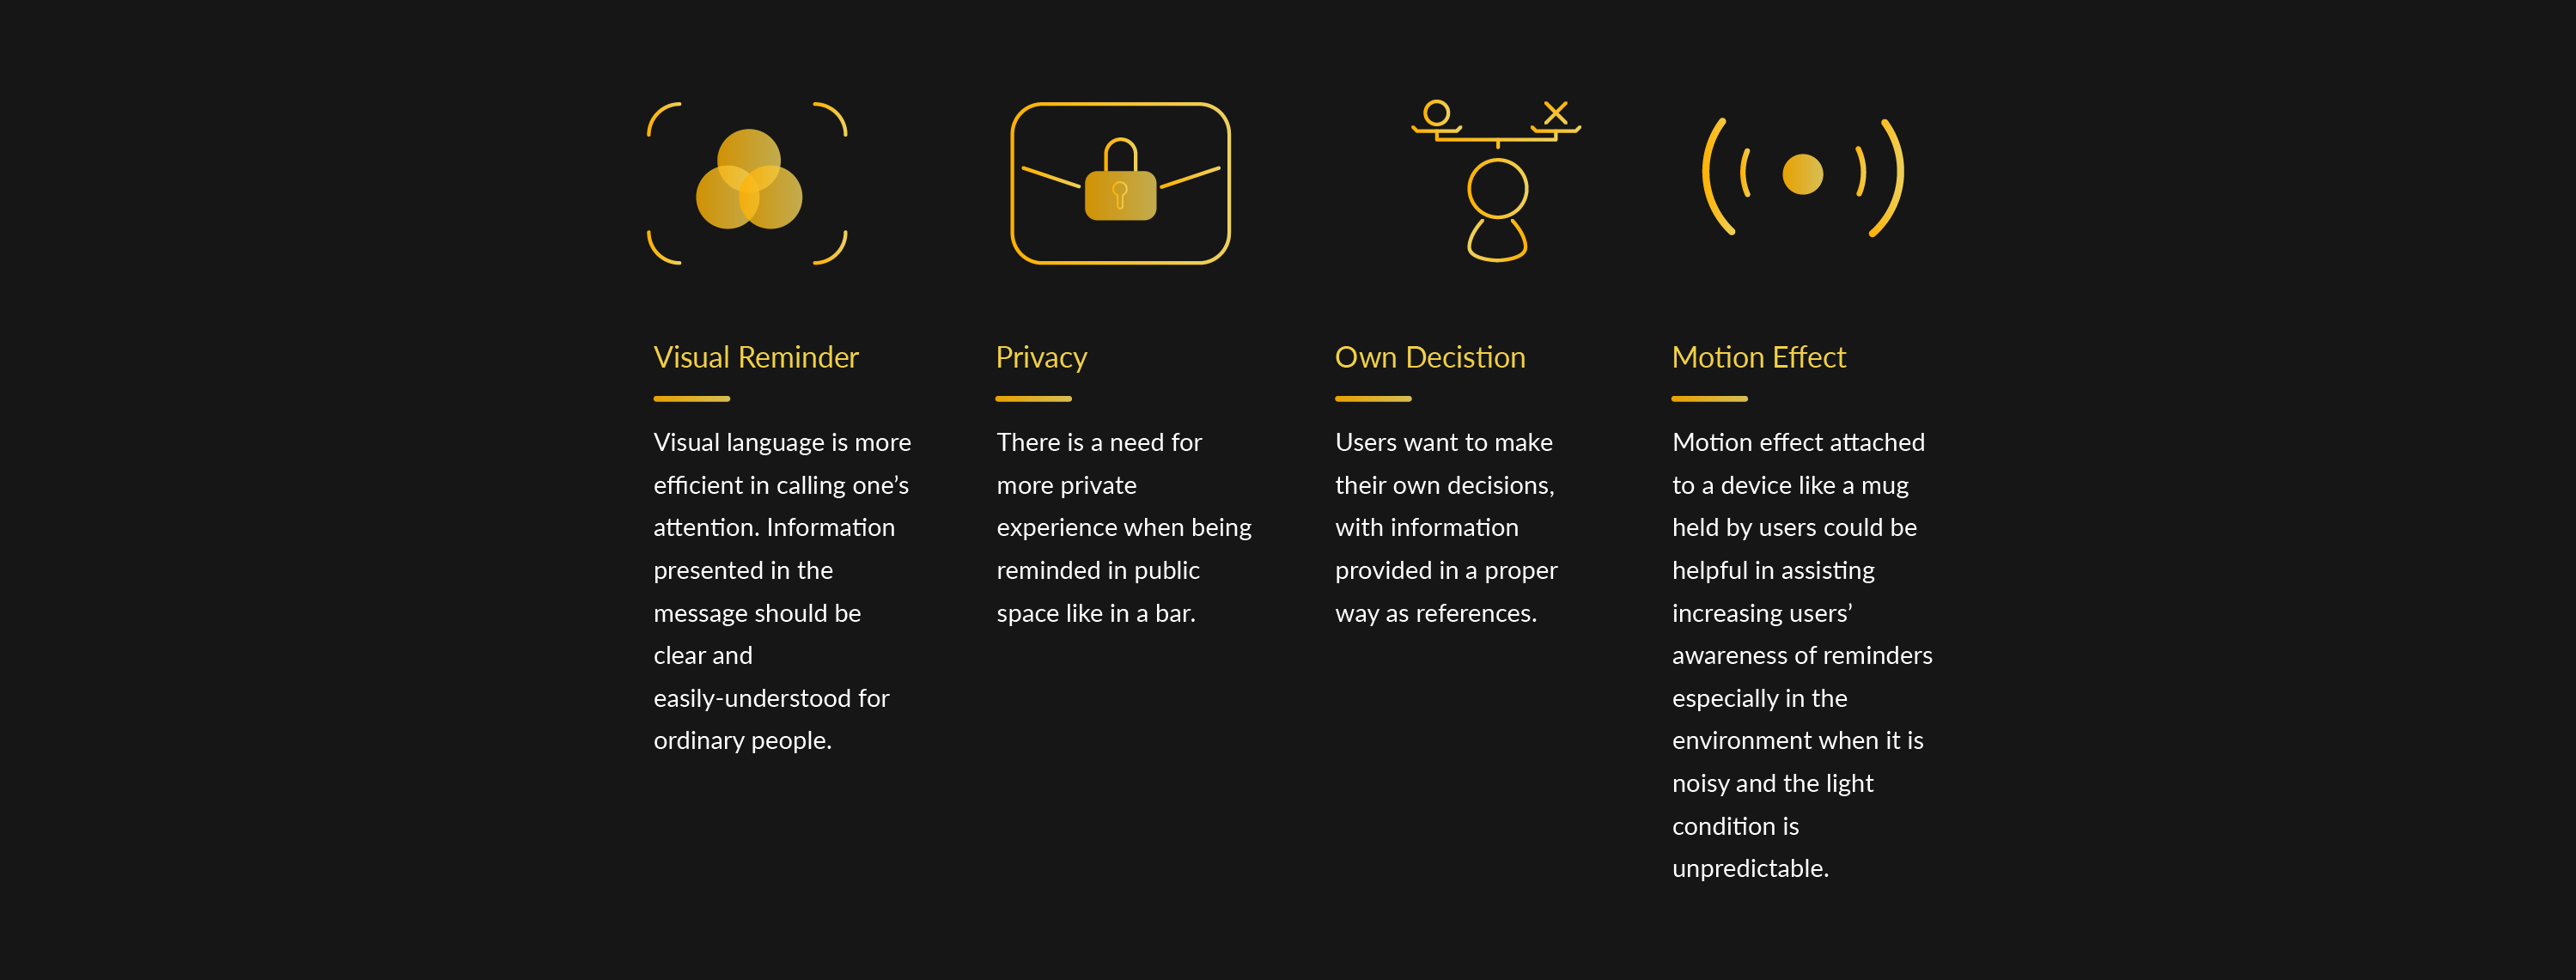 Visual Reminder
Visual language is more
efficient in calling one’s
attention. Information
presented in the
message should be
clear and
easily-understood for
ordinary people.
Privacy
There is a need for
more private
experience when being
reminded in public
space like in a bar.
Own Decistion
Users want to make
their own decisions,
with information
provided in a proper
way as references.
Motion Effect
Motion effect attached
to a device like a mug
held by users could be
helpful in assisting
increasing users’
awareness of reminders
especially in the
environment when it is
noisy and the light
condition is
unpredictable.